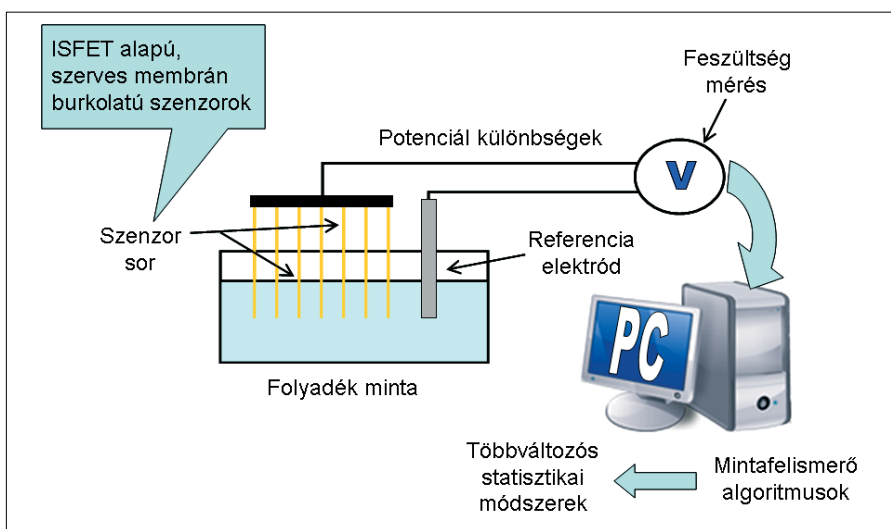 ISFET alapú,
szerves membrán
burkolatú szenzorok
Feszültség
mérés
Potenciál különbségek
V
Szenzor
sor
Referencia
elektród
Folyadék minta
PC
Többváltozós
statisztikai
módszerek
Mintafelismerő
algoritmusok